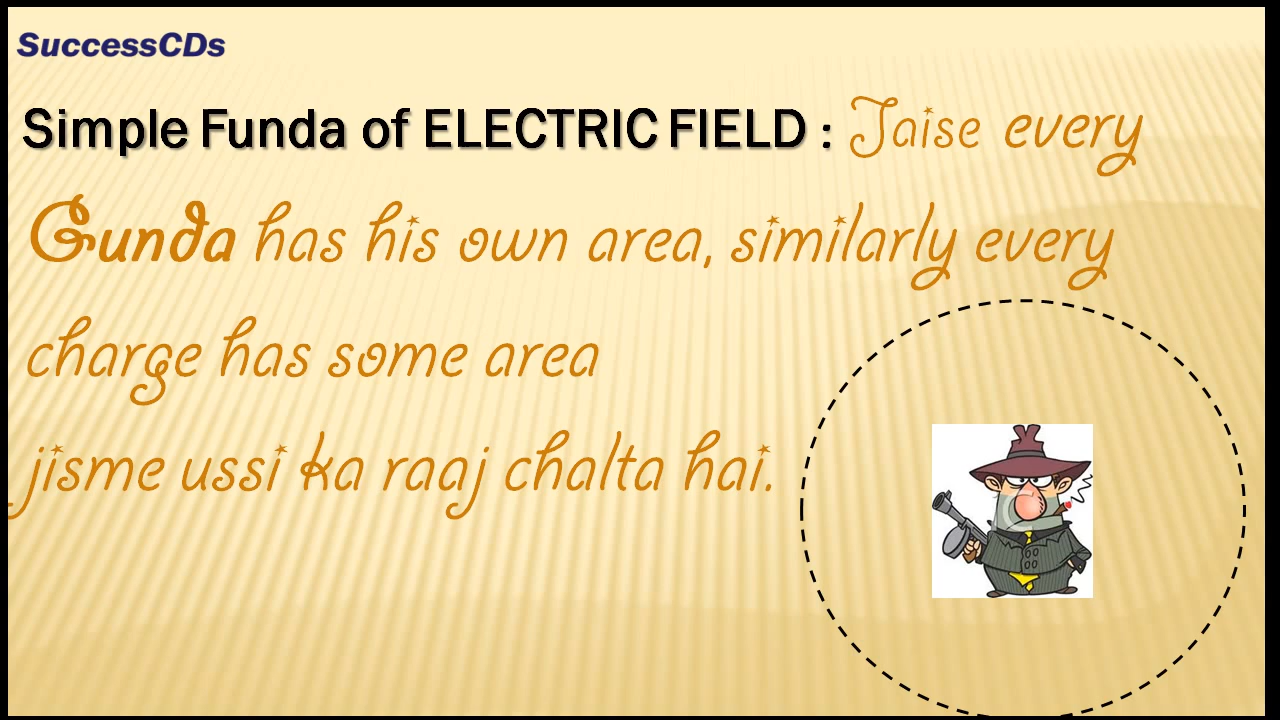 SuccessCDs
Simple Funda of ELECTRIC FIELD : Jaise every
Gunda has his own area, similarly every
charge has some area
jisme ussi ka raaj chalta hai.